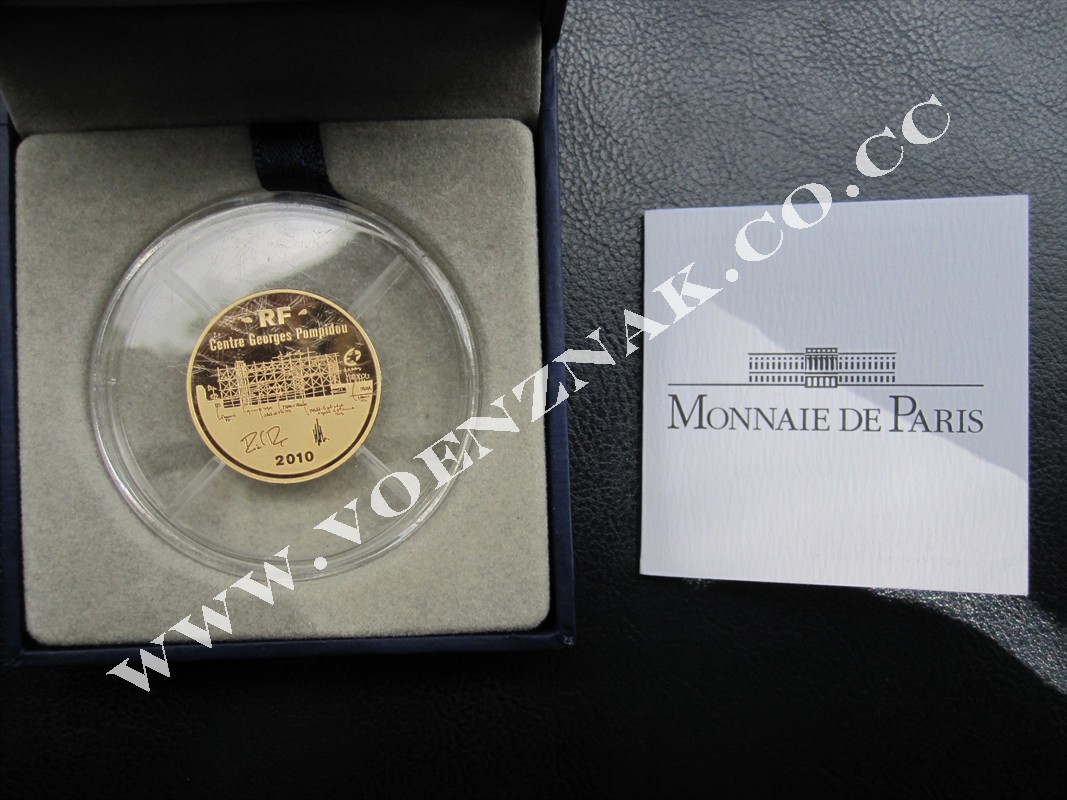 RF
Centre Georges Pompidou
2010
MONNAIE DE PARIS
WWW.VOENZNAK.CO.CC